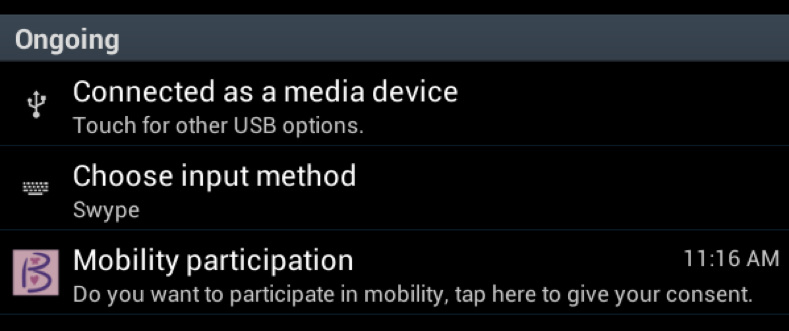 Ongoing
Connected as a media device
Touch for other USB options.
Choose input method
Swype
Mobility participation 11:16 AM
Do you want to participate in mobility, tap here to give your consent.